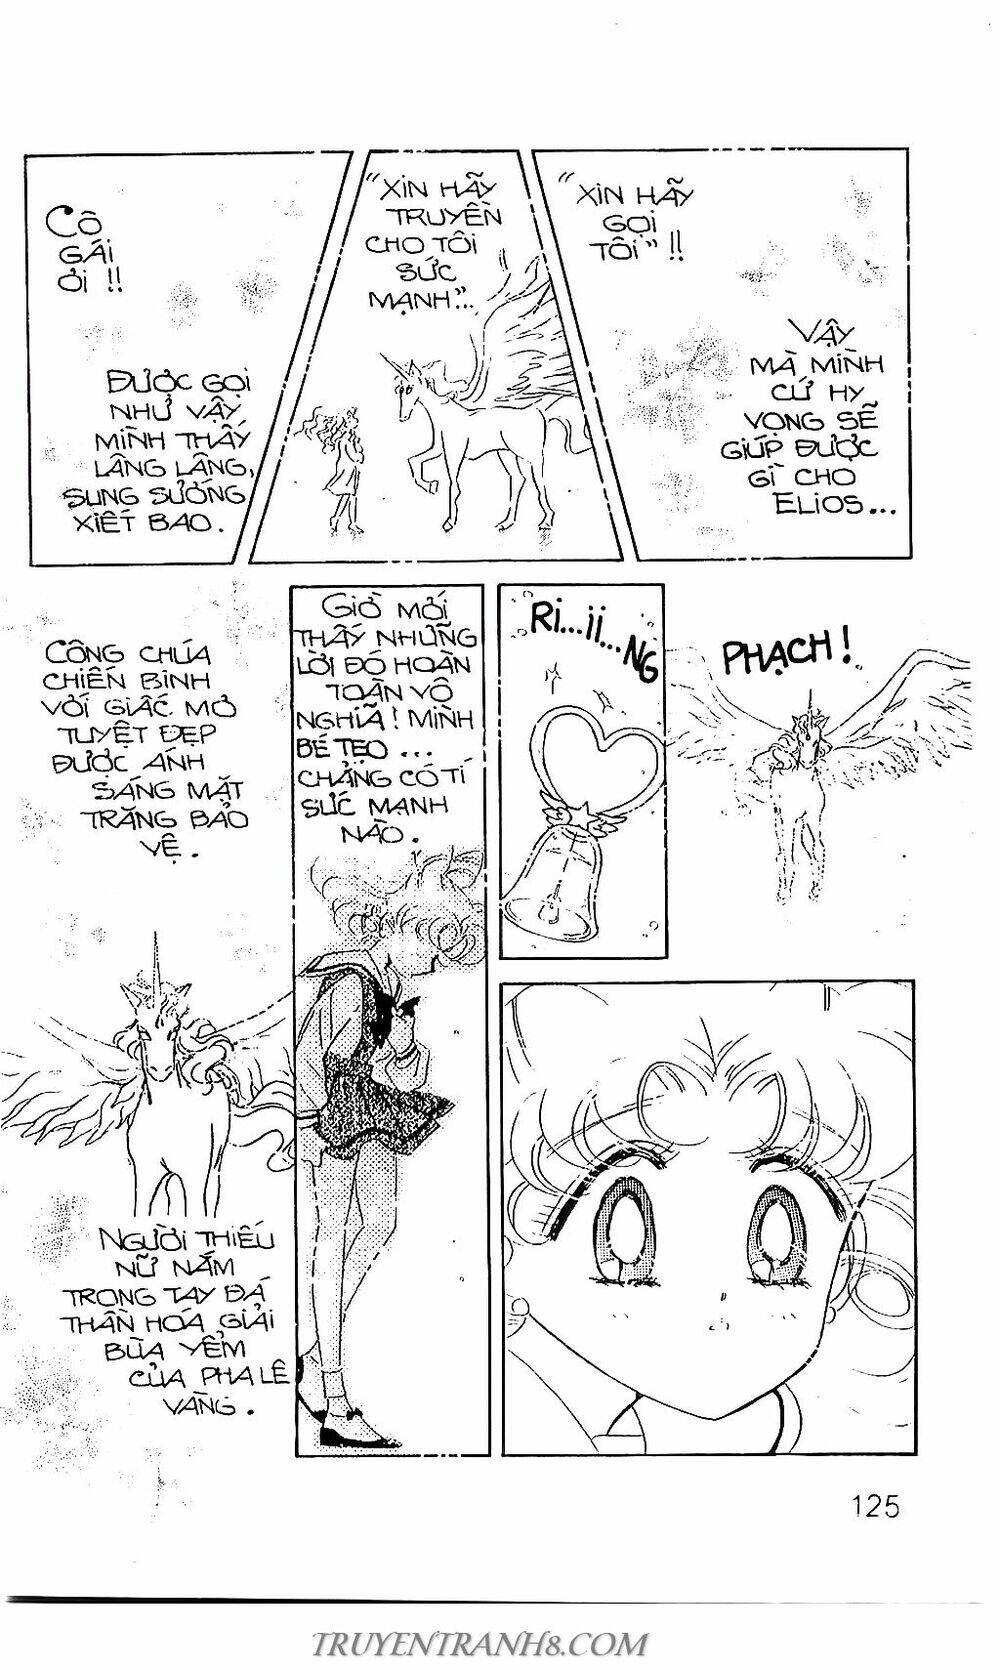 "XIN HÃY
GỌI
TÔI" !!
VẬY
MÀ MÌNH
CỨ HY
VỌNG SẼ
GIÚP ĐƯỢC
GÌ CHO
ELIOS...
"XIN HÃY
TRUYỀN
CHO TÔI
SỨC
MẠNH"...
CÔ
GÁI
ƠI !!
ĐƯỢC GỌI
NHƯ VẬY
MÌNH THẤY
LÂNG LÂNG,
SUNG SƯỚNG
XIẾT BAO.
PHẠCH!
RI...ii...NG
GIỜ MỚI
THẤY NHỮNG
LỜI ĐÓ HOÀN
TOÀN VÔ
NGHĨA! MÌNH
BÉ TẸO...
CHẲNG CÓ TÍ
SỨC MẠNH
NÀO.
CÔNG CHÚA
CHIẾN BINH
VỚI GIẤC MƠ
TUYỆT ĐẸP
ĐƯỢC ÁNH
SÁNG MẶT
TRĂNG BẢO
VỆ.
NGƯỜI THIẾU
NỮ NẮM
TRONG TAY ĐÁ
THẦN HÓA GIẢI
BÙA YỂM
CỦA PHA LÊ
VÀNG.
125
TRUYENTRANH8.COM